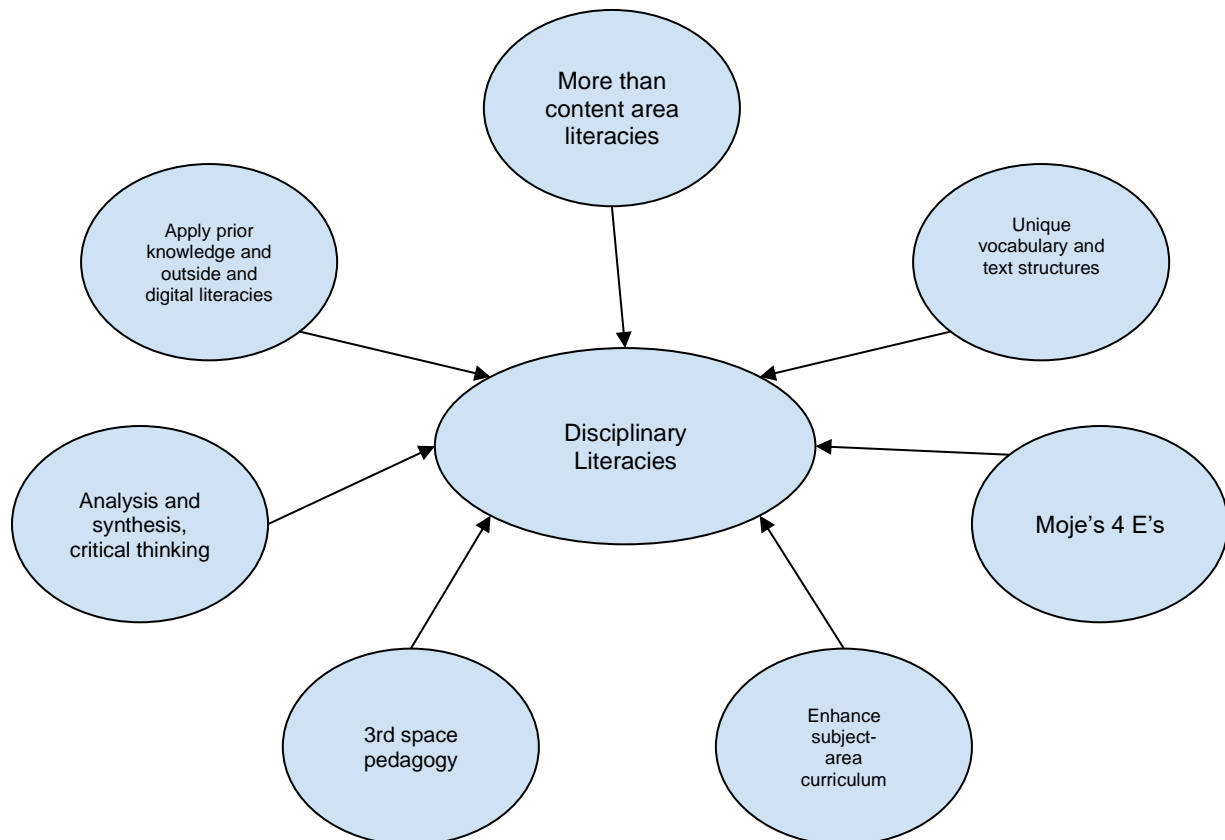 More than
content area
literacies
Apply prior
knowledge and
outside and
digital literacies
Unique
vocabulary and
text structures
Disciplinary
Literacies
Analysis and
synthesis,
critical thinking
Moje's 4 E's
3rd space
pedagogy
Enhance
subject-
area
curriculum